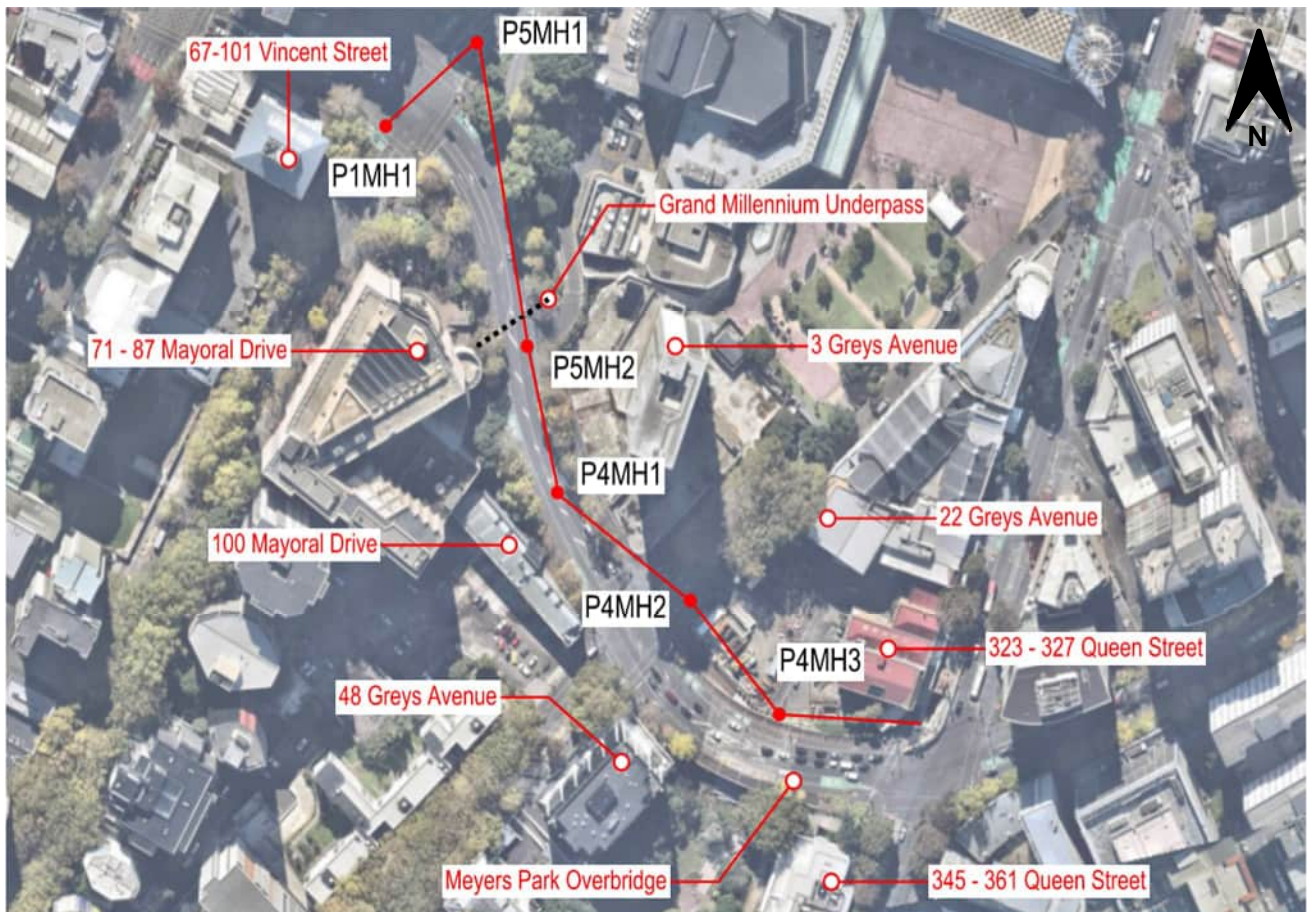 P5MH1
67-101 Vincent Street
N
P1MH1
Grand Millennium Underpass
71 - 87 Mayoral Drive
3 Greys Avenue
P5MH2
P4MH1
22 Greys Avenue
100 Mayoral Drive
P4MH2
P4MH3
323 - 327 Queen Street
48 Greys Avenue
Meyers Park Overbridge
345 - 361 Queen Street